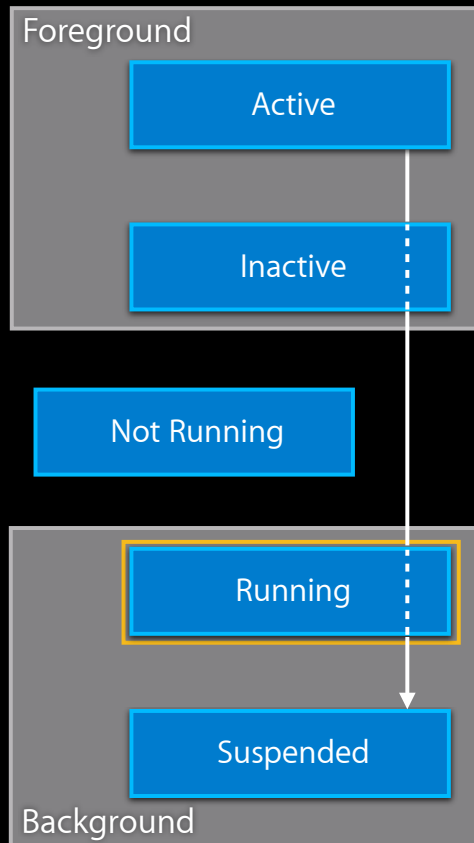 Foreground
Active
Inactive
Not Running
Running
Suspended
Background